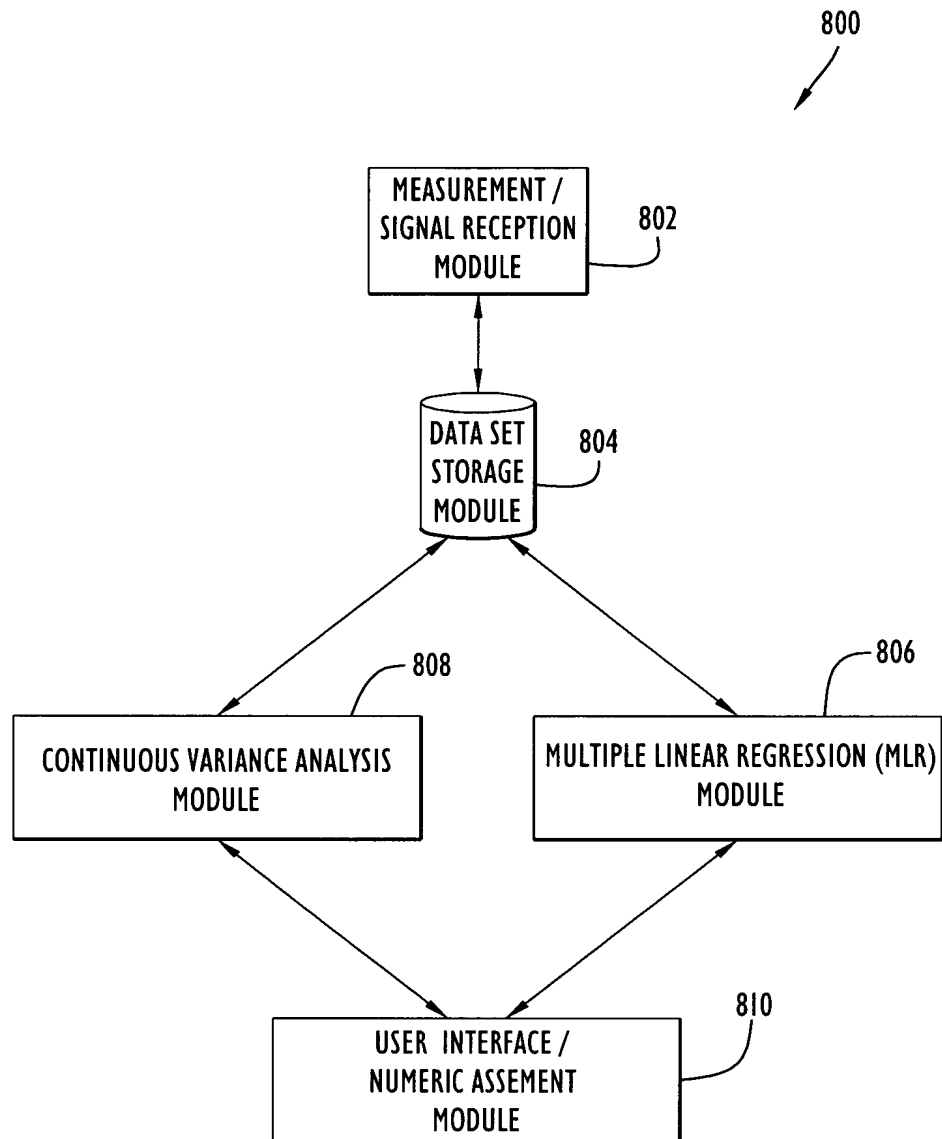 800
MEASUREMENT /
SIGNAL RECEPTION
MODULE
802
DATA SET
STORAGE
MODULE
804
808
CONTINUOUS VARIANCE ANALYSIS
MODULE
806
MULTIPLE LINEAR REGRESSION (MLR)
MODULE
810
USER INTERFACE /
NUMERIC ASSEMENT
MODULE